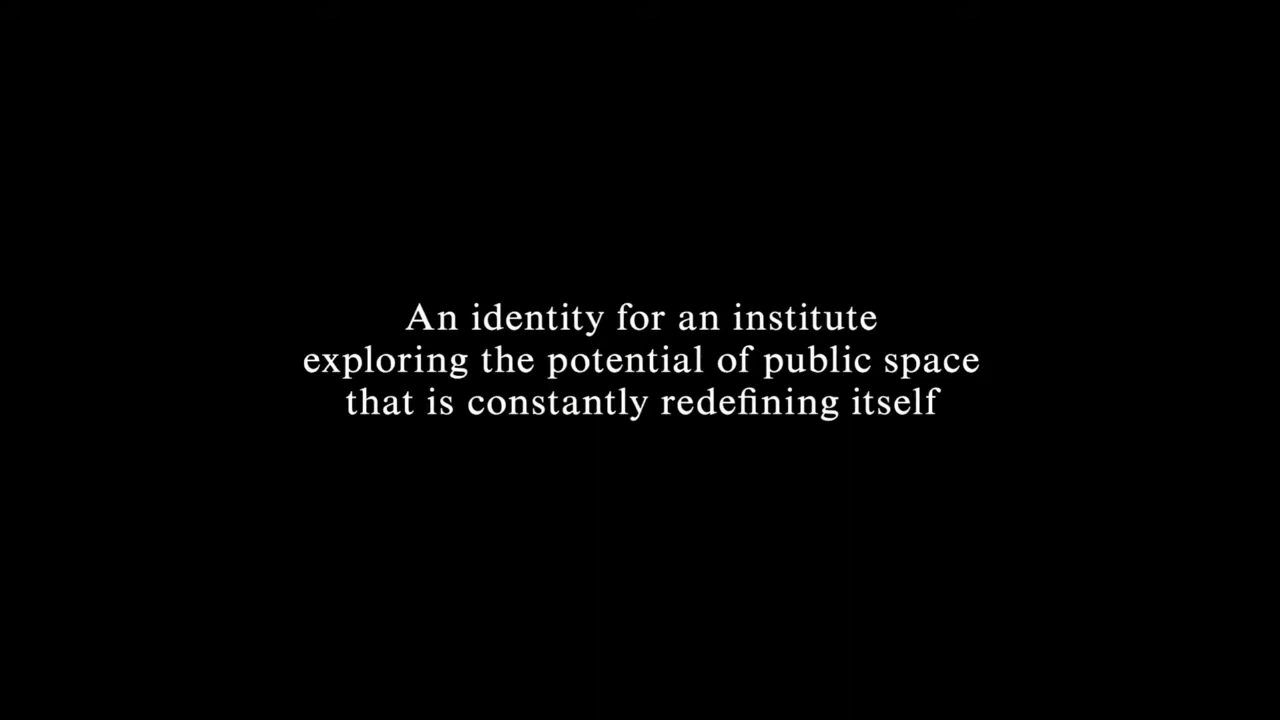 An identity for an institute
exploring the potential of public space
that is constantly redefining itself